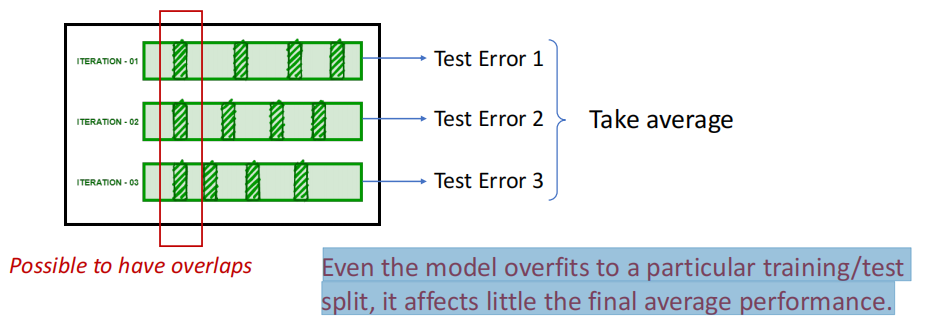 ITERATION - 01
Test Error 1
ITERATION - 02
Test Error 2
Take average
ITERATION - 03
Test Error 3
Possible to have overlaps
Even the model overfits to a particular training/test
split, it affects little the final average performance.